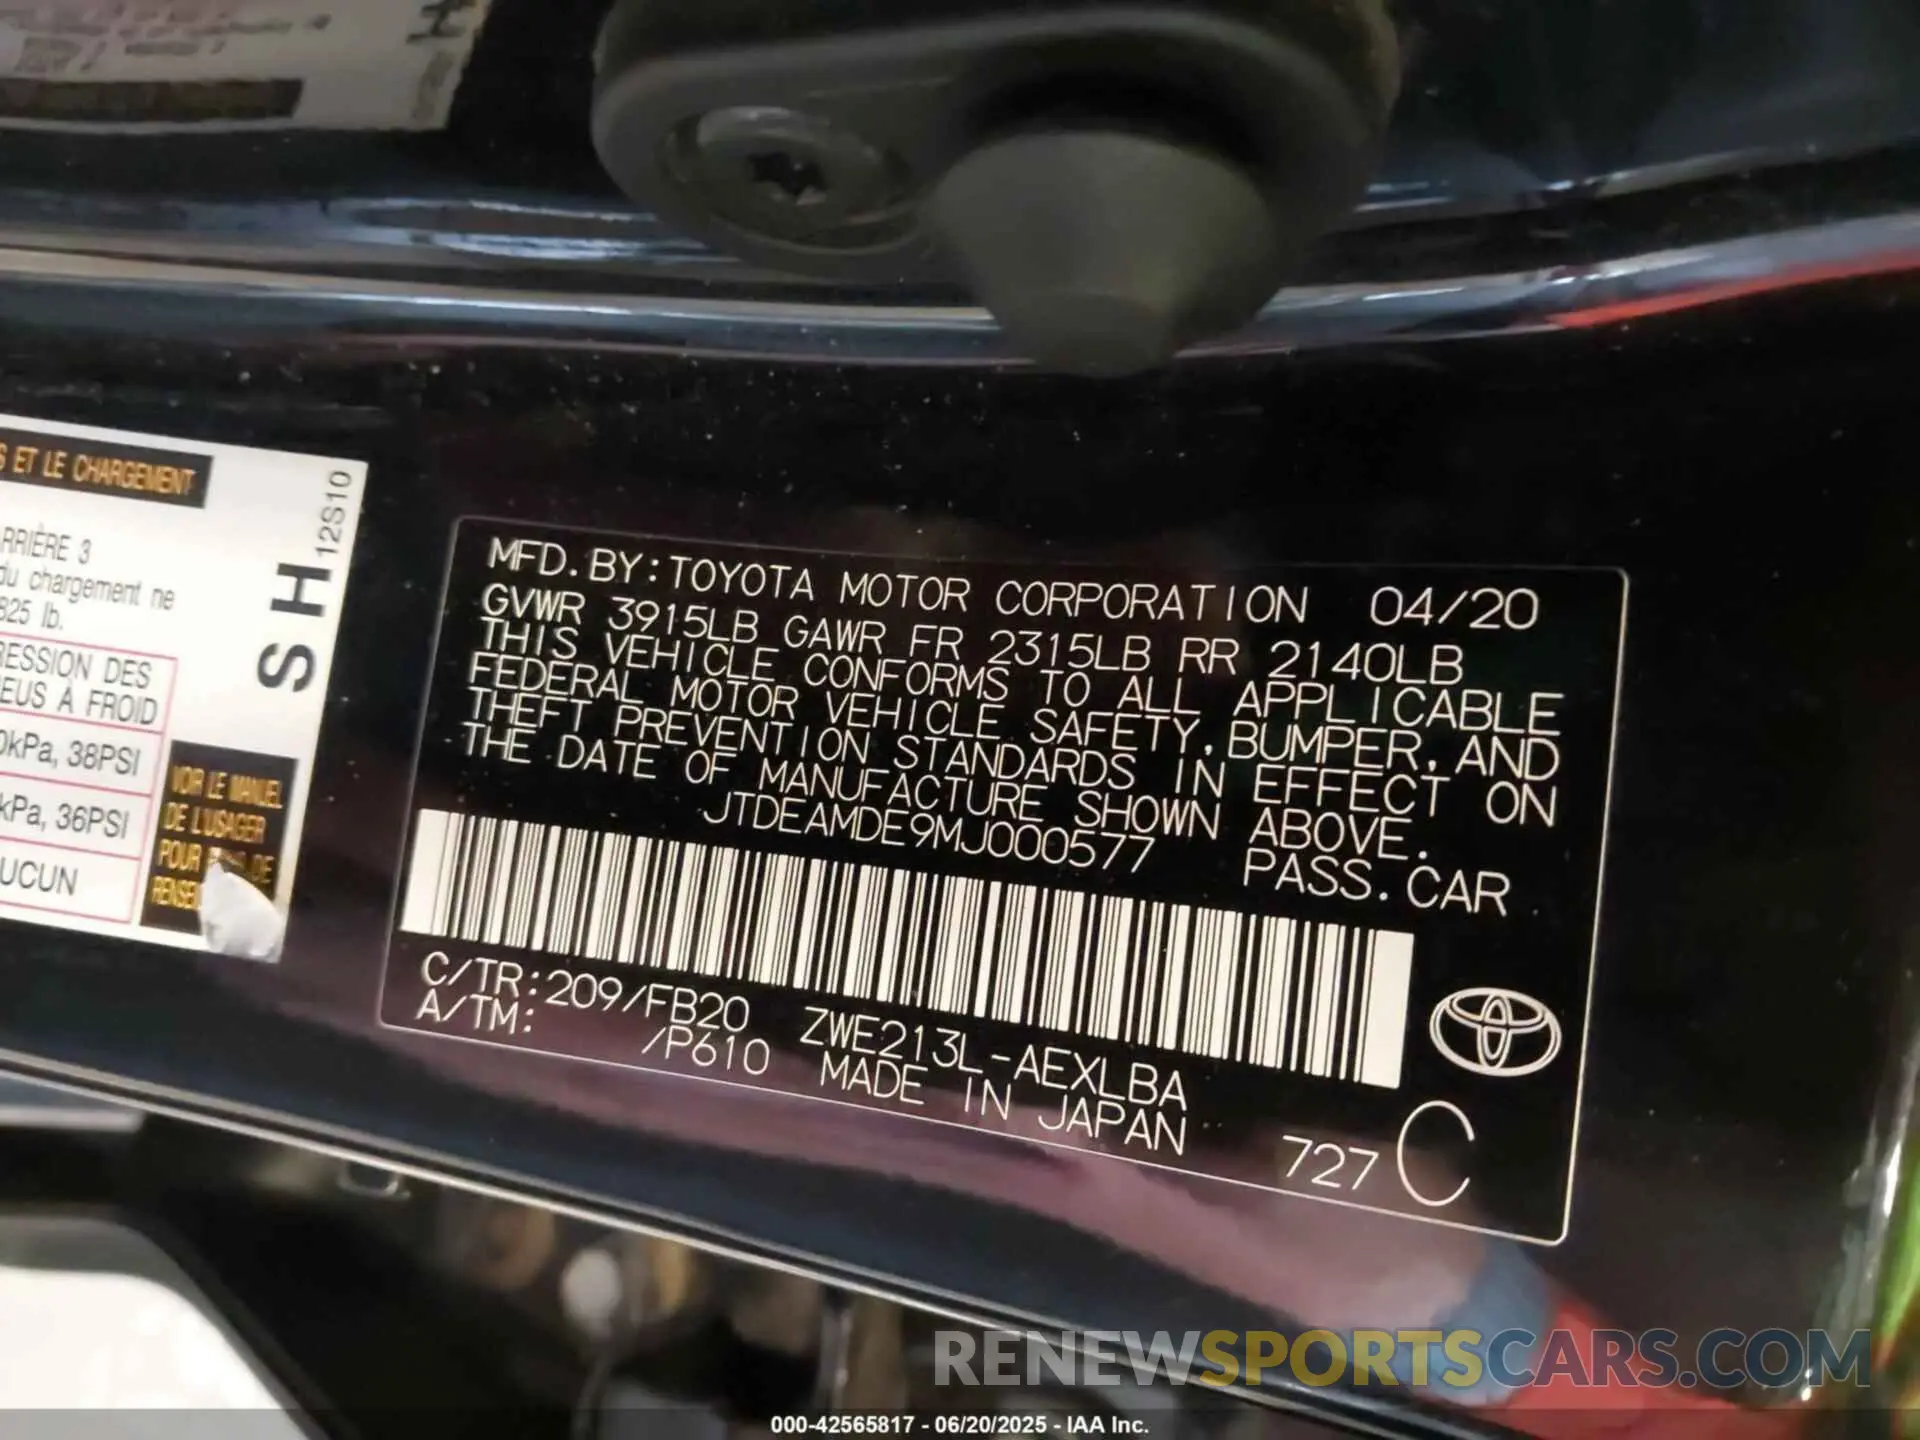 S ET LE CHARGEMENT
RRIÈRE 3
du chargement ne
825 lb.
RESSION DES
EUS À FROID
0kPa, 38PSI
kPa, 36PSI
UCUN
VOIR LE MANUEL
DE L'USAGER
POUR DE
RENSEI
SH
12S10
MFD. BY: TOYOTA MOTOR CORPORATION 04/20
GVWR 3915LB GAWR FR 2315LB RR 2140LB
THIS VEHICLE CONFORMS TO ALL APPLICABLE
FEDERAL MOTOR VEHICLE SAFETY, BUMPER, AND
THEFT PREVENTION STANDARDS IN EFFECT ON
THE DATE OF MANUFACTURE SHOWN ABOVE.
JTDEAMDE9MJ000577 PASS. CAR
C/TR: 209/FB20 ZWE213L-AEXLBA
A/TM: /P610 MADE IN JAPAN
727 C
RENEWSPORTSCARS.COM
000-42565817 - 06/20/2025 - IAA Inc.